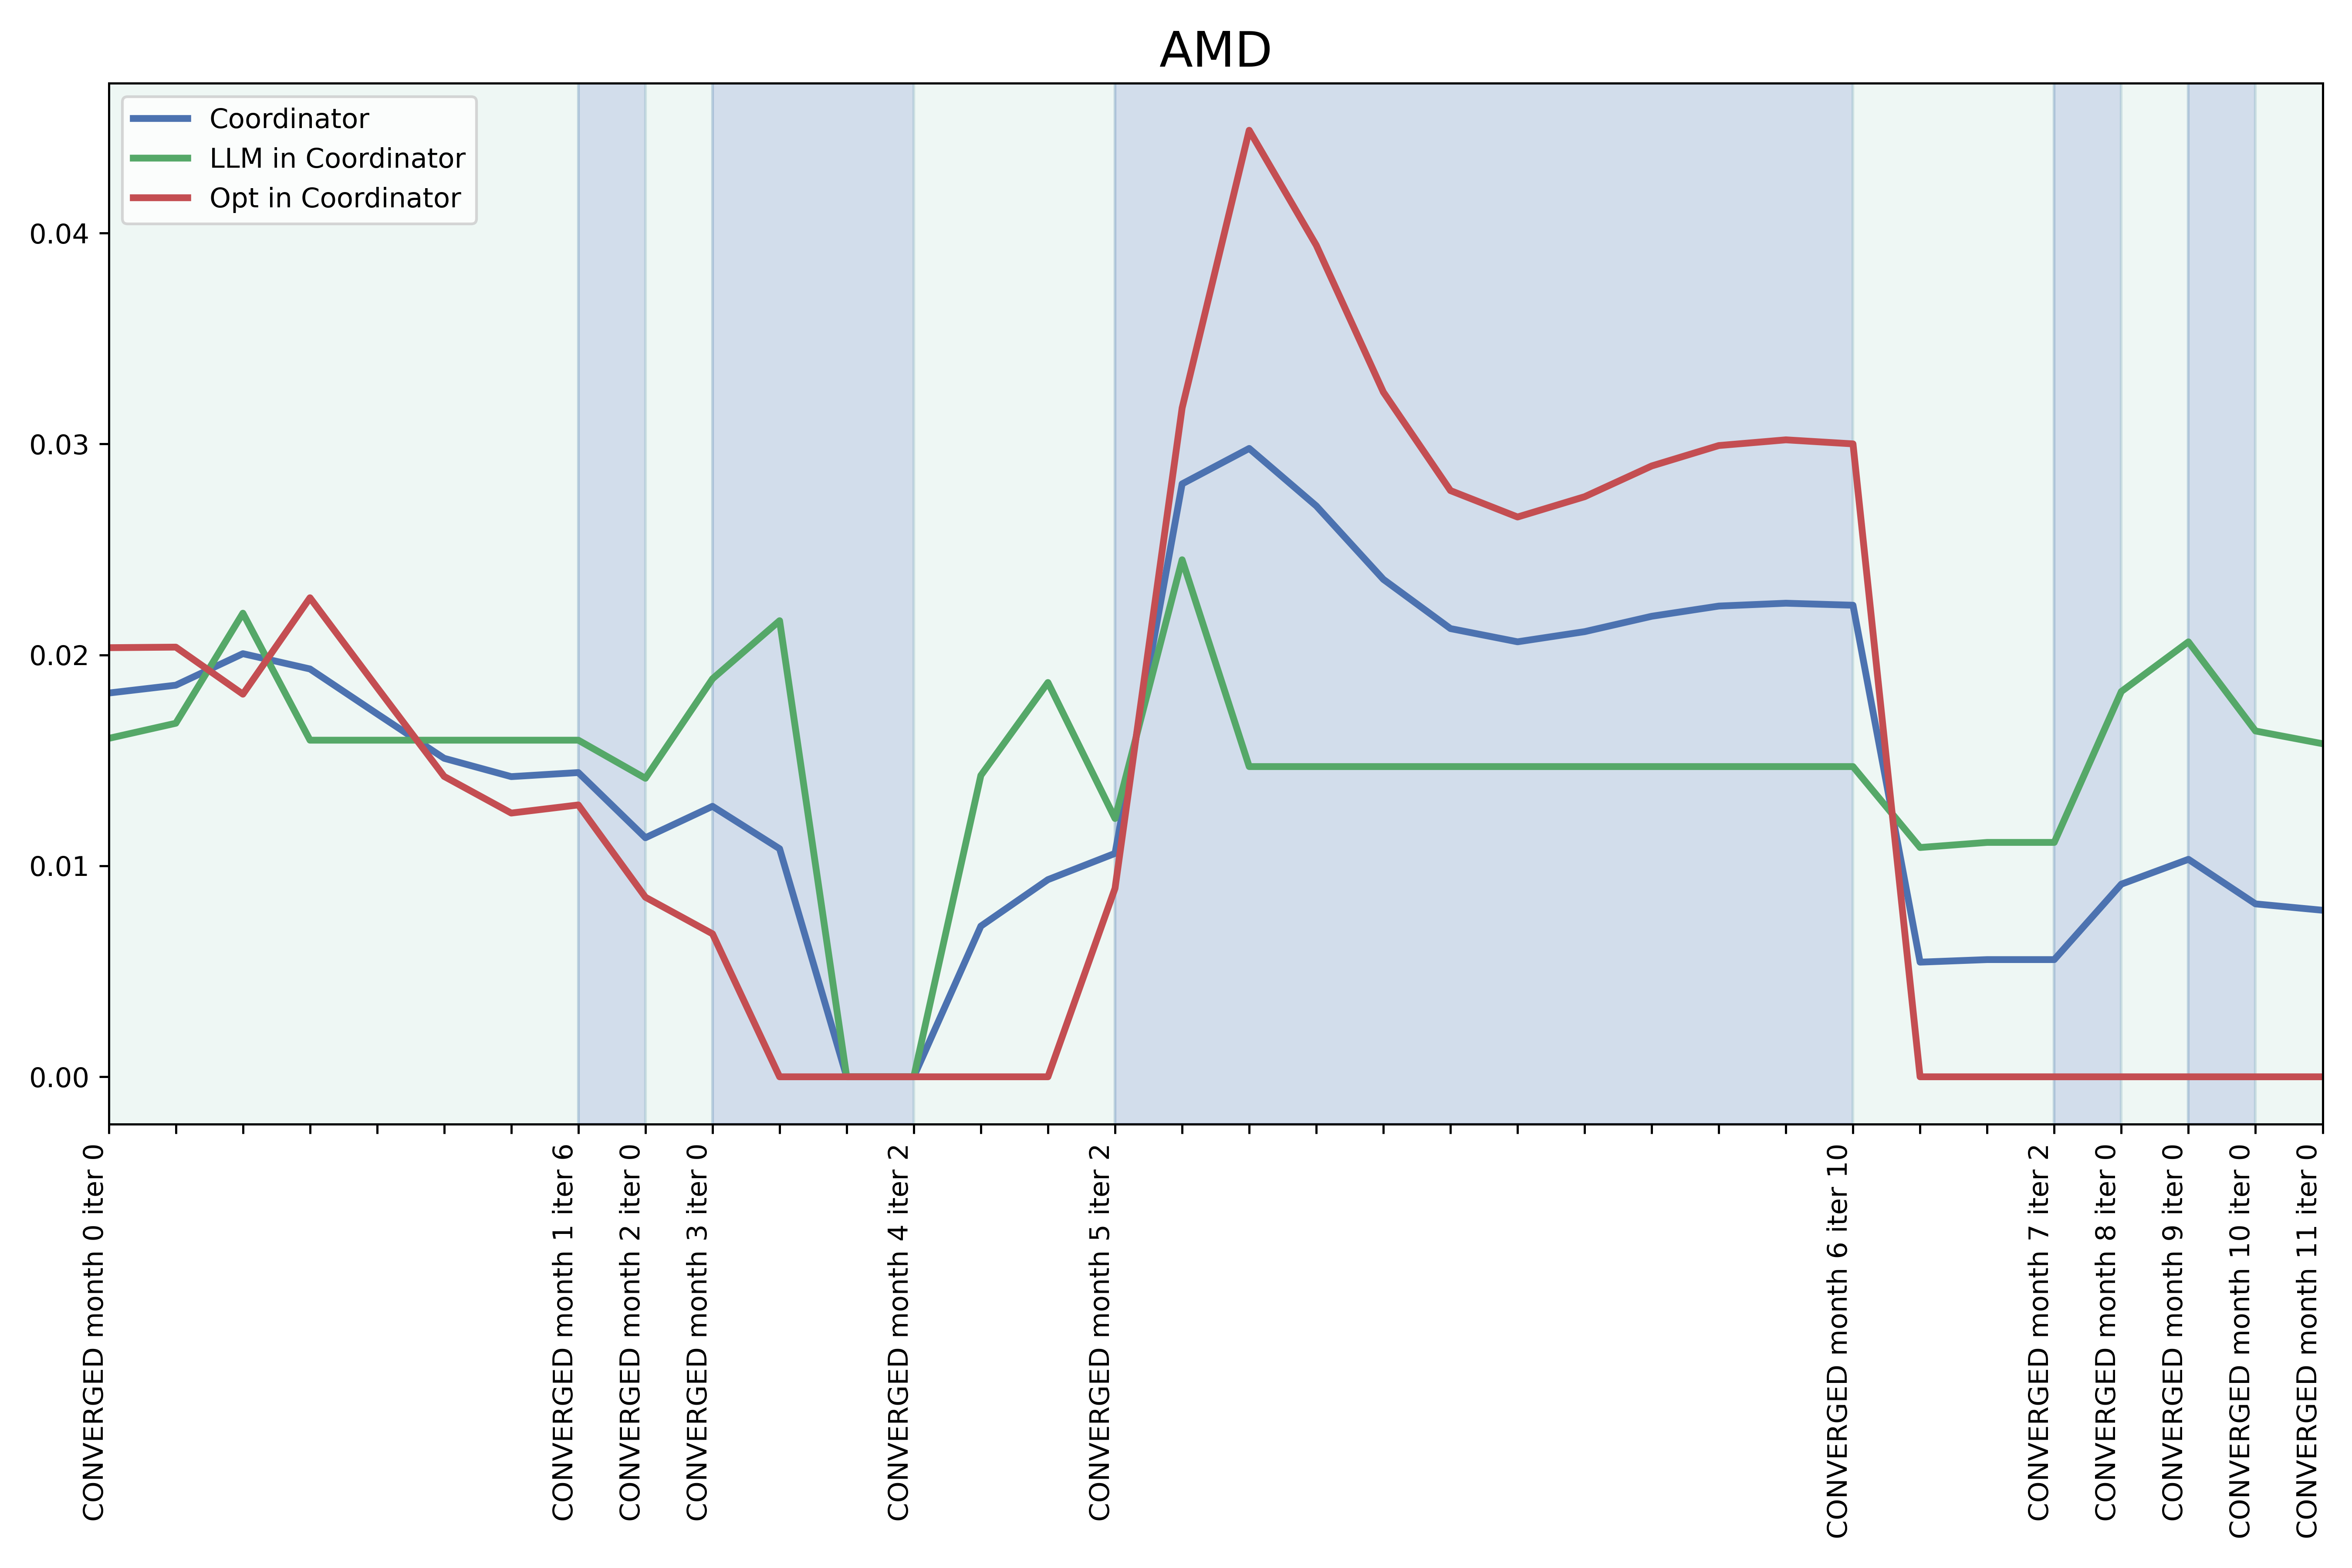 AMD
Coordinator
LLM in Coordinator
Opt in Coordinator
0.04
0.03
0.02
0.01
0.00
CONVERGED month 0 iter 0
CONVERGED month 1 iter 6
CONVERGED month 2 iter 0
CONVERGED month 3 iter 0
CONVERGED month 4 iter 2
CONVERGED month 5 iter 2
CONVERGED month 6 iter 10
CONVERGED month 7 iter 2
CONVERGED month 8 iter 0
CONVERGED month 9 iter 0
CONVERGED month 10 iter 0
CONVERGED month 11 iter 0